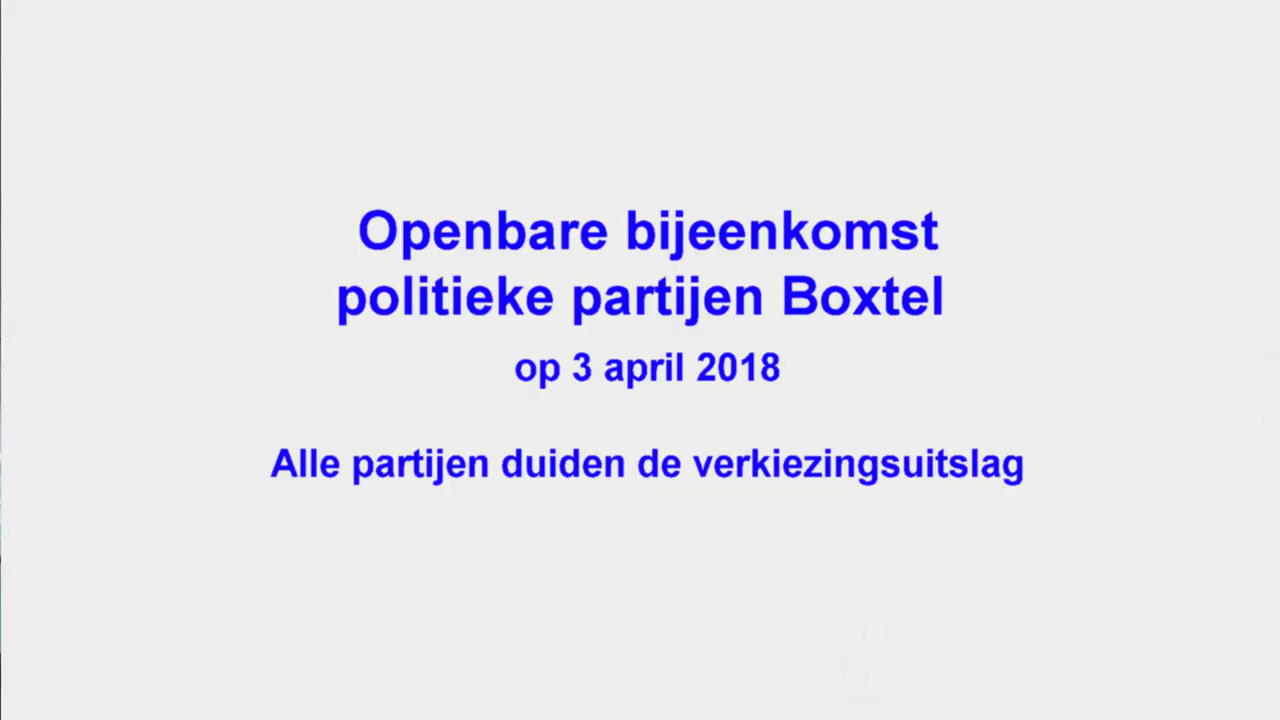 Openbare bijeenkomst
politieke partijen Boxtel
op 3 april 2018
Alle partijen duiden de verkiezingsuitslag